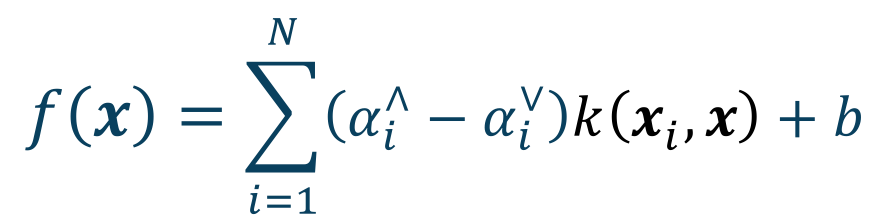 f(x) = ∑_{i=1}^{N} (α_i^∧ − α_i^∨)k(x_i, x) + b